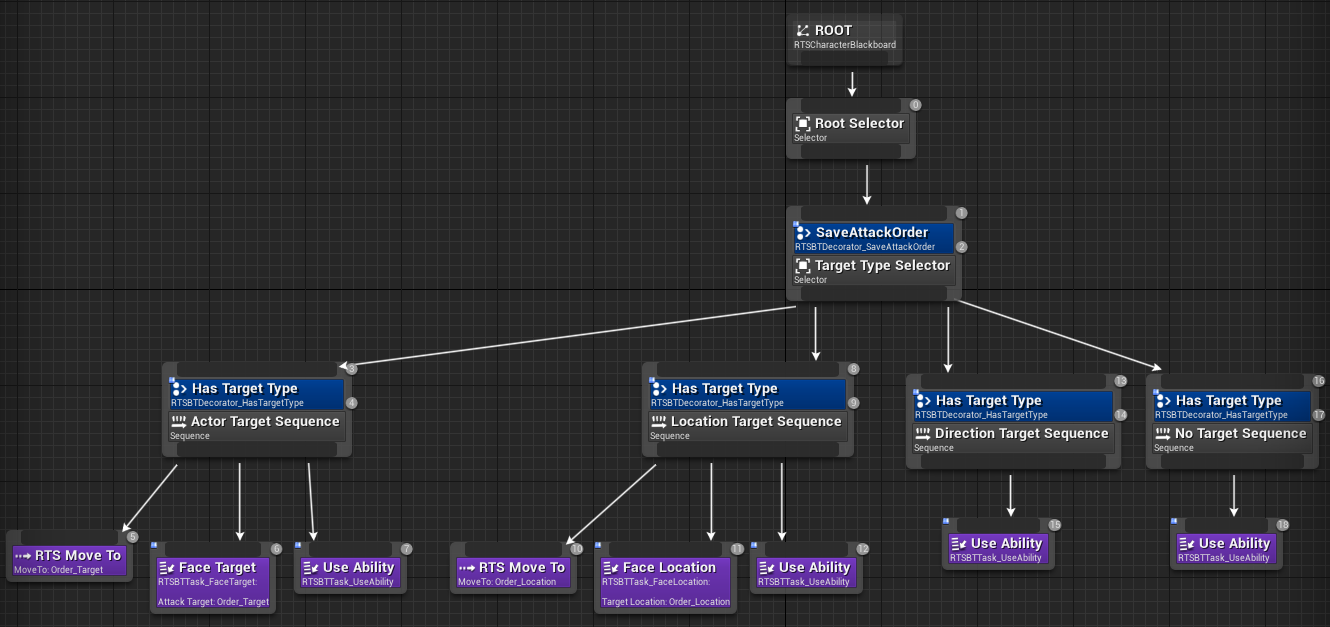 ROOT
RTSCharacterBlackboard
0
Root Selector
Selector
1
SaveAttackOrder
RTSBTDecorator_SaveAttackOrder
2
Target Type Selector
Selector
3
Has Target Type
RTSBTDecorator_HasTargetType
4
Actor Target Sequence
Sequence
8
Has Target Type
RTSBTDecorator_HasTargetType
9
Location Target Sequence
Sequence
13
Has Target Type
RTSBTDecorator_HasTargetType
14
Direction Target Sequence
Sequence
16
Has Target Type
RTSBTDecorator_HasTargetType
17
No Target Sequence
Sequence
5
RTS Move To
MoveTo: Order_Target
6
Face Target
RTSBTTask_FaceTarget:
Attack Target: Order_Target
7
Use Ability
RTSBTTask_UseAbility
10
RTS Move To
MoveTo: Order_Location
11
Face Location
RTSBTTask_FaceLocation:
Target Location: Order_Location
12
Use Ability
RTSBTTask_UseAbility
15
Use Ability
RTSBTTask_UseAbility
18
Use Ability
RTSBTTask_UseAbility